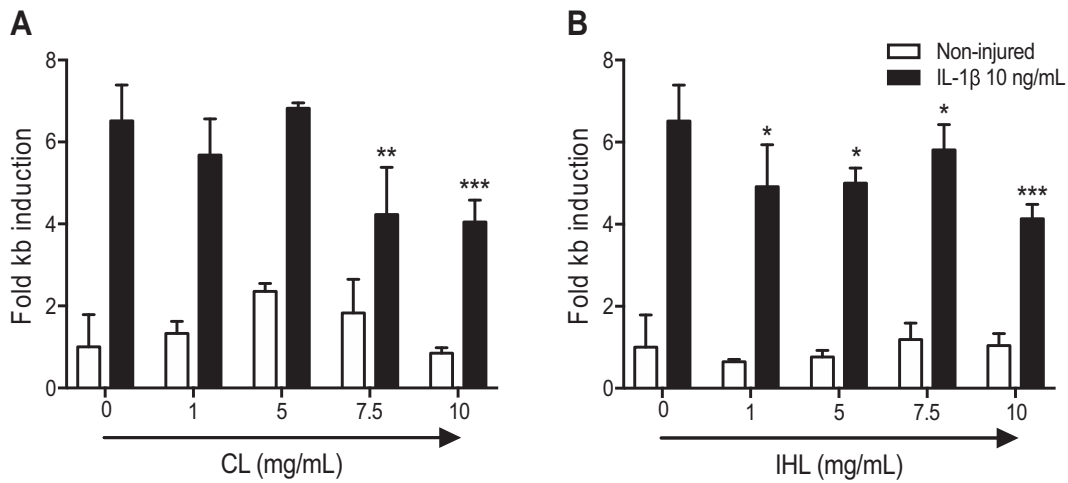 A
8
6
4
2
0
Fold kb induction
**
***
0 1 5 7.5 10
CL (mg/mL)
B
Non-injured
IL-1β 10 ng/mL
8
6
4
2
0
Fold kb induction
*
*
*
***
0 1 5 7.5 10
IHL (mg/mL)